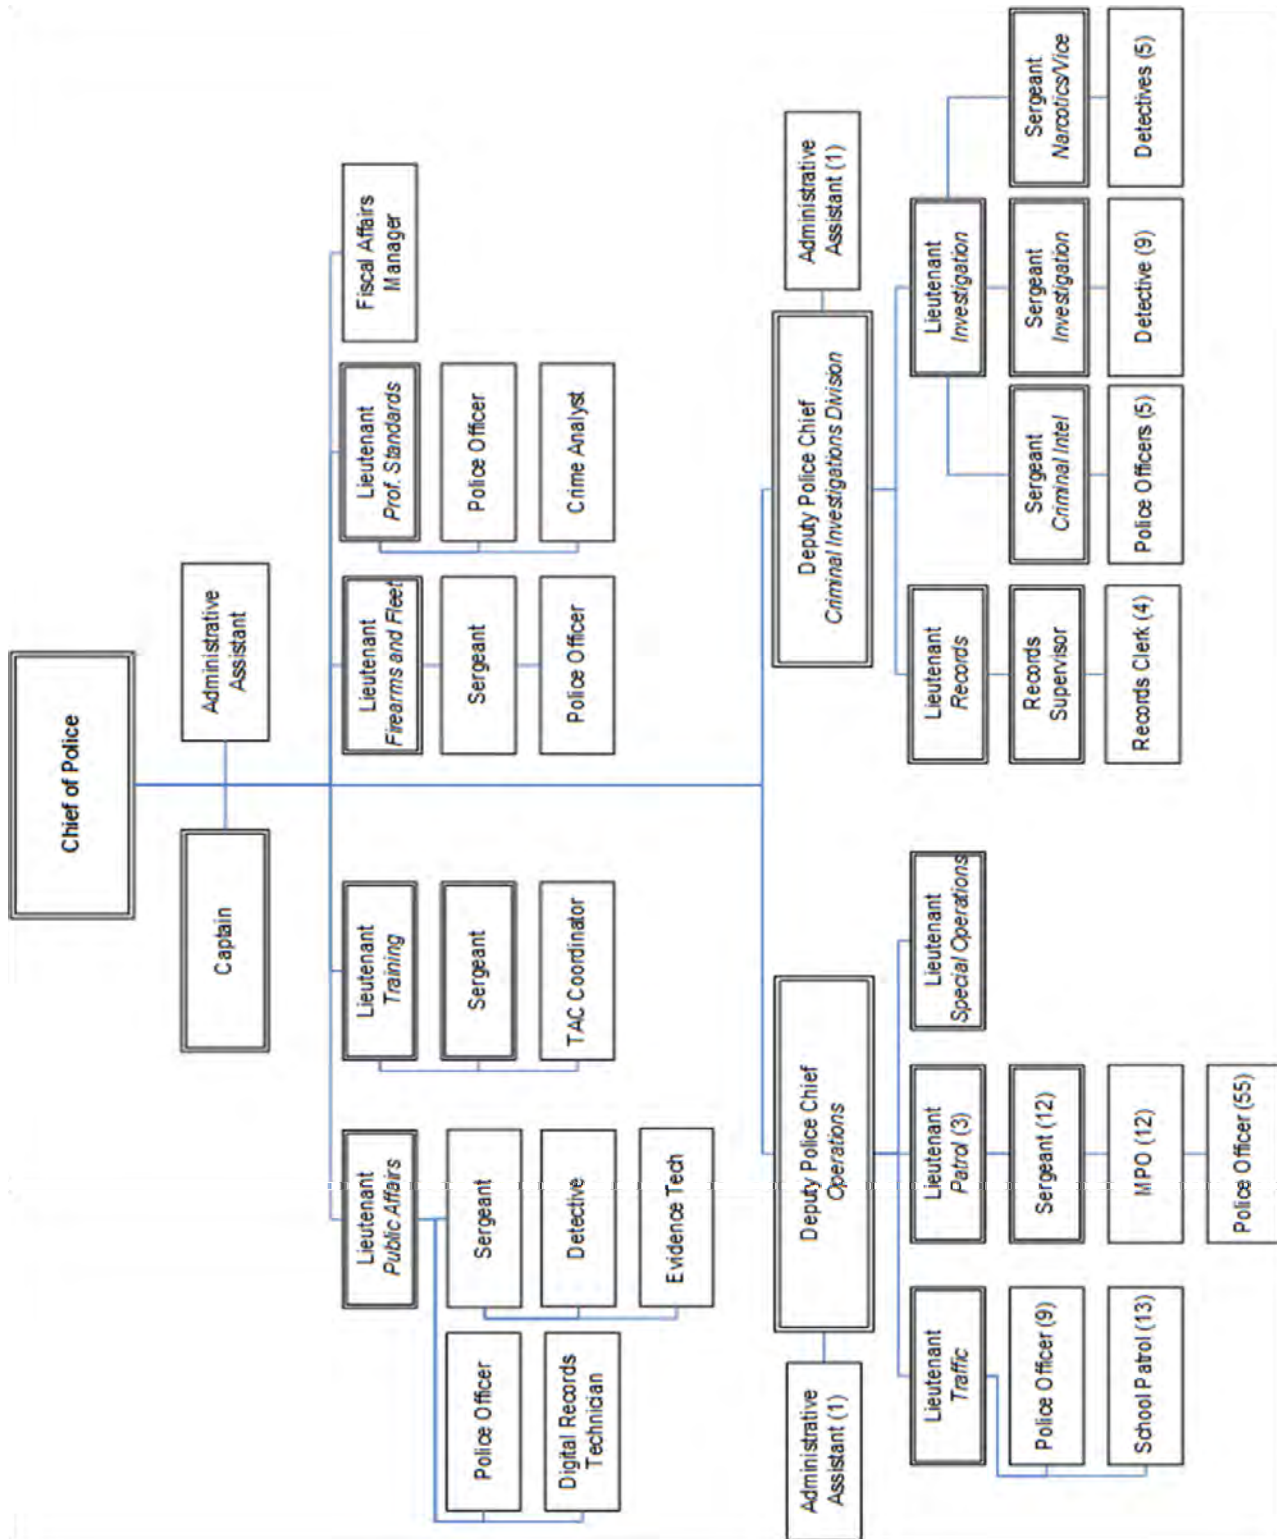 Chief of Police
Captain
Administrative
Assistant
Lieutenant
Public Affairs
Police Officer
Digital Records
Technician
Sergeant
Detective
Evidence Tech
Lieutenant
Training
Sergeant
TAC Coordinator
Lieutenant
Firearms and Fleet
Sergeant
Police Officer
Lieutenant
Prof. Standards
Police Officer
Crime Analyst
Fiscal Affairs
Manager
Administrative
Assistant (1)
Deputy Police Chief
Operations
Lieutenant
Traffic
Police Officer (9)
School Patrol (13)
Lieutenant
Patrol (3)
Sergeant (12)
MPO (12)
Police Officer (55)
Lieutenant
Special Operations
Deputy Police Chief
Criminal Investigations Division
Administrative
Assistant (1)
Lieutenant
Records
Records
Supervisor
Records Clerk (4)
Lieutenant
Investigation
Sergeant
Criminal Intel
Police Officers (5)
Sergeant
Investigation
Detective (9)
Sergeant
Narcotics/Vice
Detectives (5)